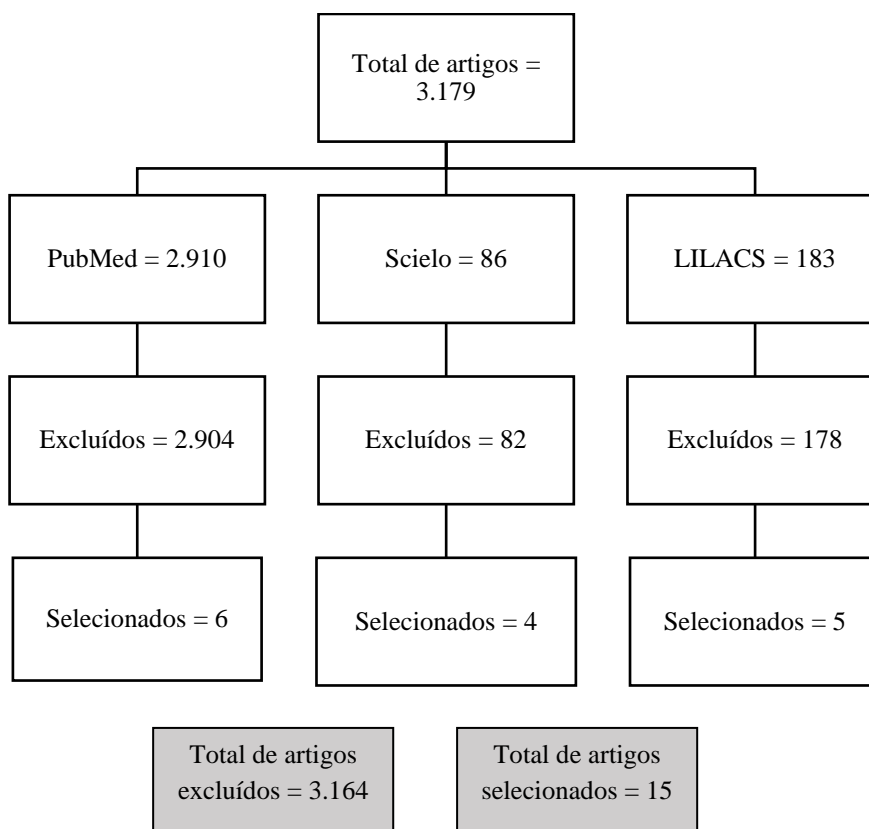 Total de artigos =
3.179
PubMed = 2.910
Scielo = 86
LILACS = 183
Excluídos = 2.904
Excluídos = 82
Excluídos = 178
Selecionados = 6
Selecionados = 4
Selecionados = 5
Total de artigos
excluídos = 3.164
Total de artigos
selecionados = 15